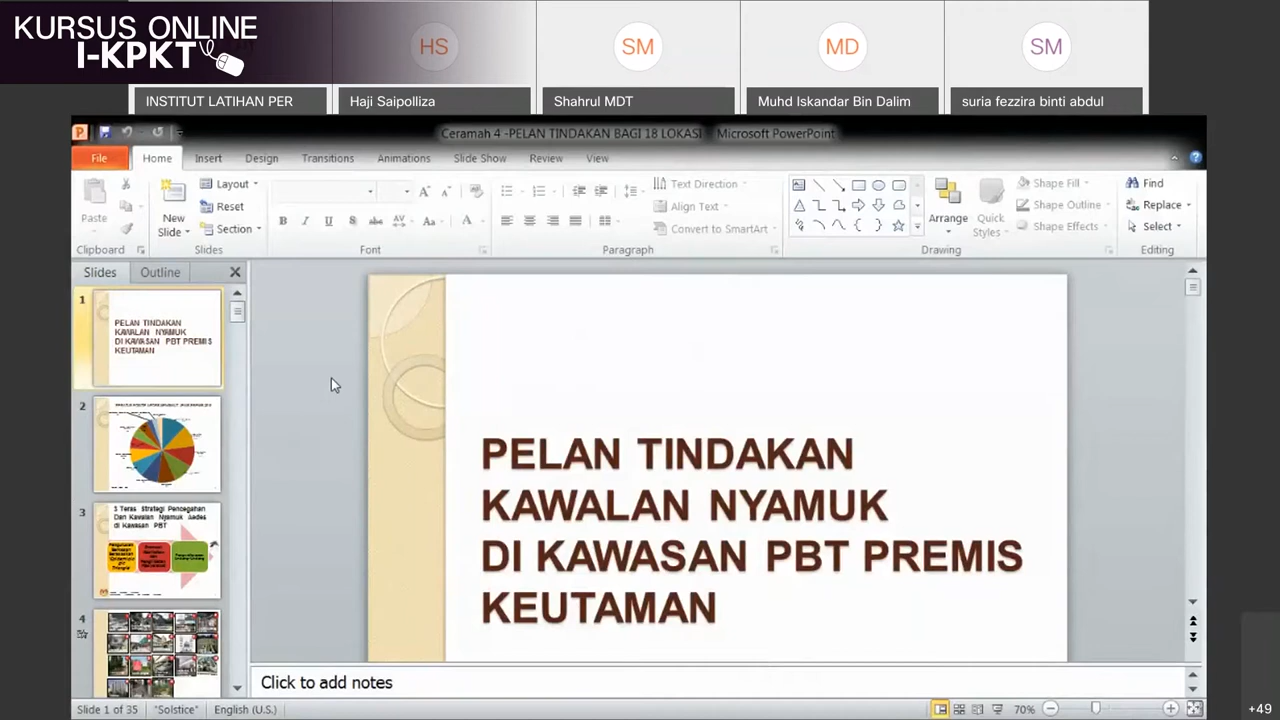 KURSUS ONLINE
I-KPKT
HS
SM
MD
SM
INSTITUT LATIHAN PER
Haji Saipolliza
Shahrul MDT
Muhd Iskandar Bin Dalim
suria fezzira binti abdul
Ceramah 4 -PELAN TINDAKAN BAGI 18 LOKASI - Microsoft PowerPoint
File Home Insert Design Transitions Animations Slide Show Review View
Paste
New Slide
Layout
Reset
Section
Text Direction
Align Text
Convert to SmartArt
Arrange
Quick Styles
Shape Fill
Shape Outline
Shape Effects
Find
Replace
Select
Clipboard Slides Font Paragraph Drawing Editing
Slides Outline
1
PELAN TINDAKAN
KAWALAN NYAMUK
DI KAWASAN PBT PREMIS
KEUTAMAN
2
3
3 Teras Strategi Pencegahan
Dan Kawalan Nyamuk Aedes
di Kawasan PBT
4
PELAN TINDAKAN
KAWALAN NYAMUK
DI KAWASAN PBT PREMIS
KEUTAMAN
Click to add notes
Slide 1 of 35 "Solstice" English (U.S.) 70%
+49